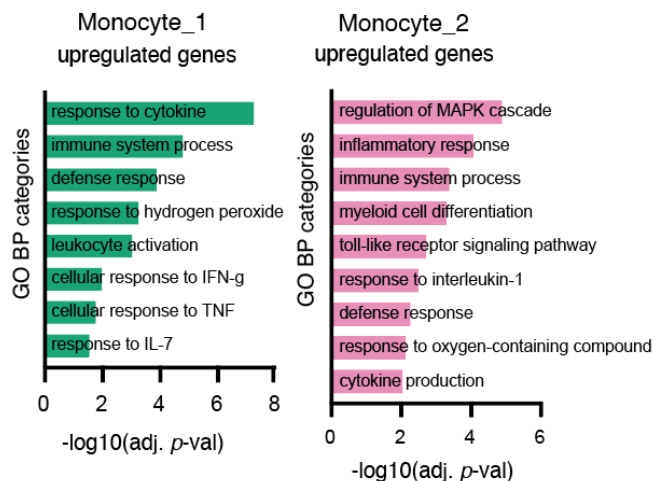 Monocyte_1
upregulated genes
GO BP categories
response to cytokine
immune system process
defense response
response to hydrogen peroxide
leukocyte activation
cellular response to IFN-g
cellular response to TNF
response to IL-7
0 2 4 6 8
-log10(adj. p-val)
Monocyte_2
upregulated genes
GO BP categories
regulation of MAPK cascade
inflammatory response
immune system process
myeloid cell differentiation
toll-like receptor signaling pathway
response to interleukin-1
defense response
response to oxygen-containing compound
cytokine production
0 2 4 6
-log10(adj. p-val)